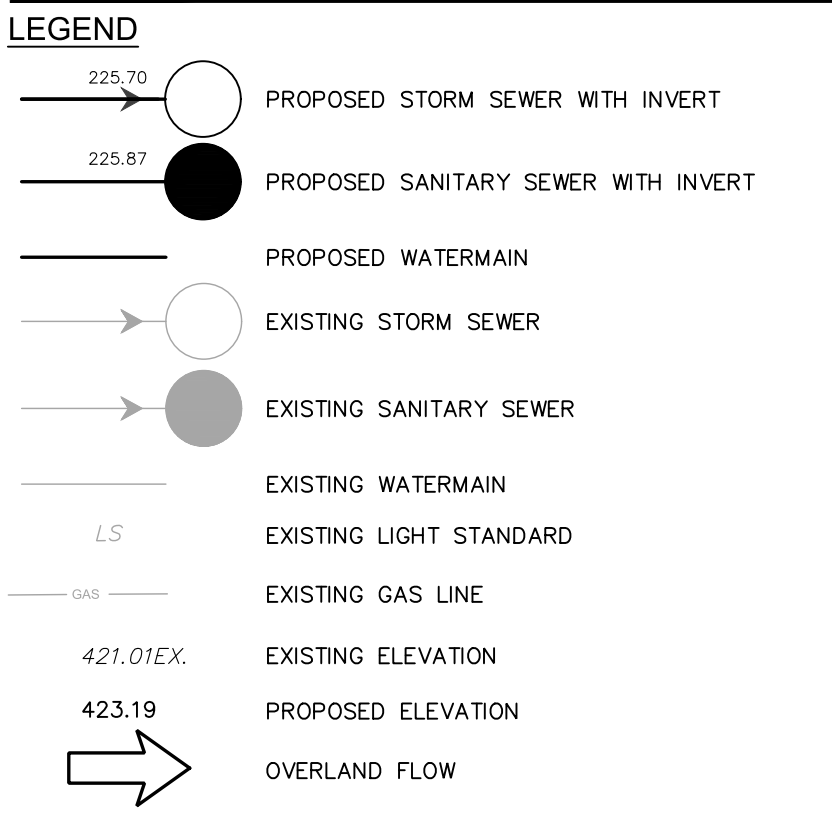 LEGEND
225.70
PROPOSED STORM SEWER WITH INVERT
225.87
PROPOSED SANITARY SEWER WITH INVERT
PROPOSED WATERMAIN
EXISTING STORM SEWER
EXISTING SANITARY SEWER
EXISTING WATERMAIN
LS EXISTING LIGHT STANDARD
GAS EXISTING GAS LINE
421.01EX. EXISTING ELEVATION
423.19 PROPOSED ELEVATION
OVERLAND FLOW